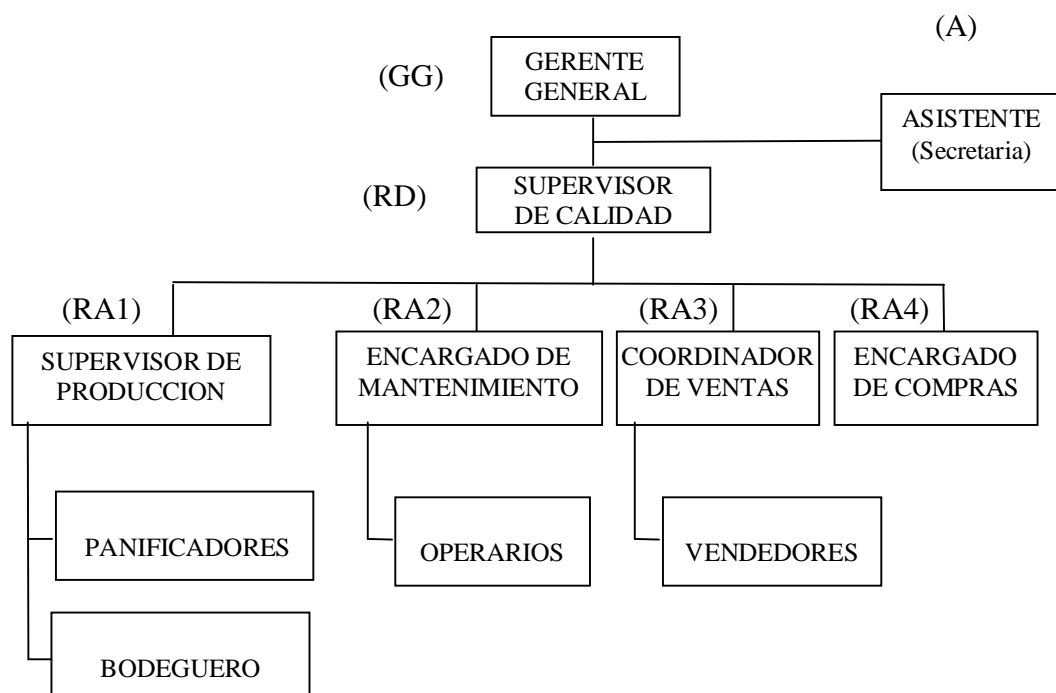 (A)
(GG)
GERENTE
GENERAL
ASISTENTE
(Secretaria)
(RD)
SUPERVISOR
DE CALIDAD
(RA1)
(RA2)
(RA3)
(RA4)
SUPERVISOR DE
PRODUCCION
ENCARGADO DE
MANTENIMIENTO
COORDINADOR
DE VENTAS
ENCARGADO
DE COMPRAS
PANIFICADORES
OPERARIOS
VENDEDORES
BODEGUERO